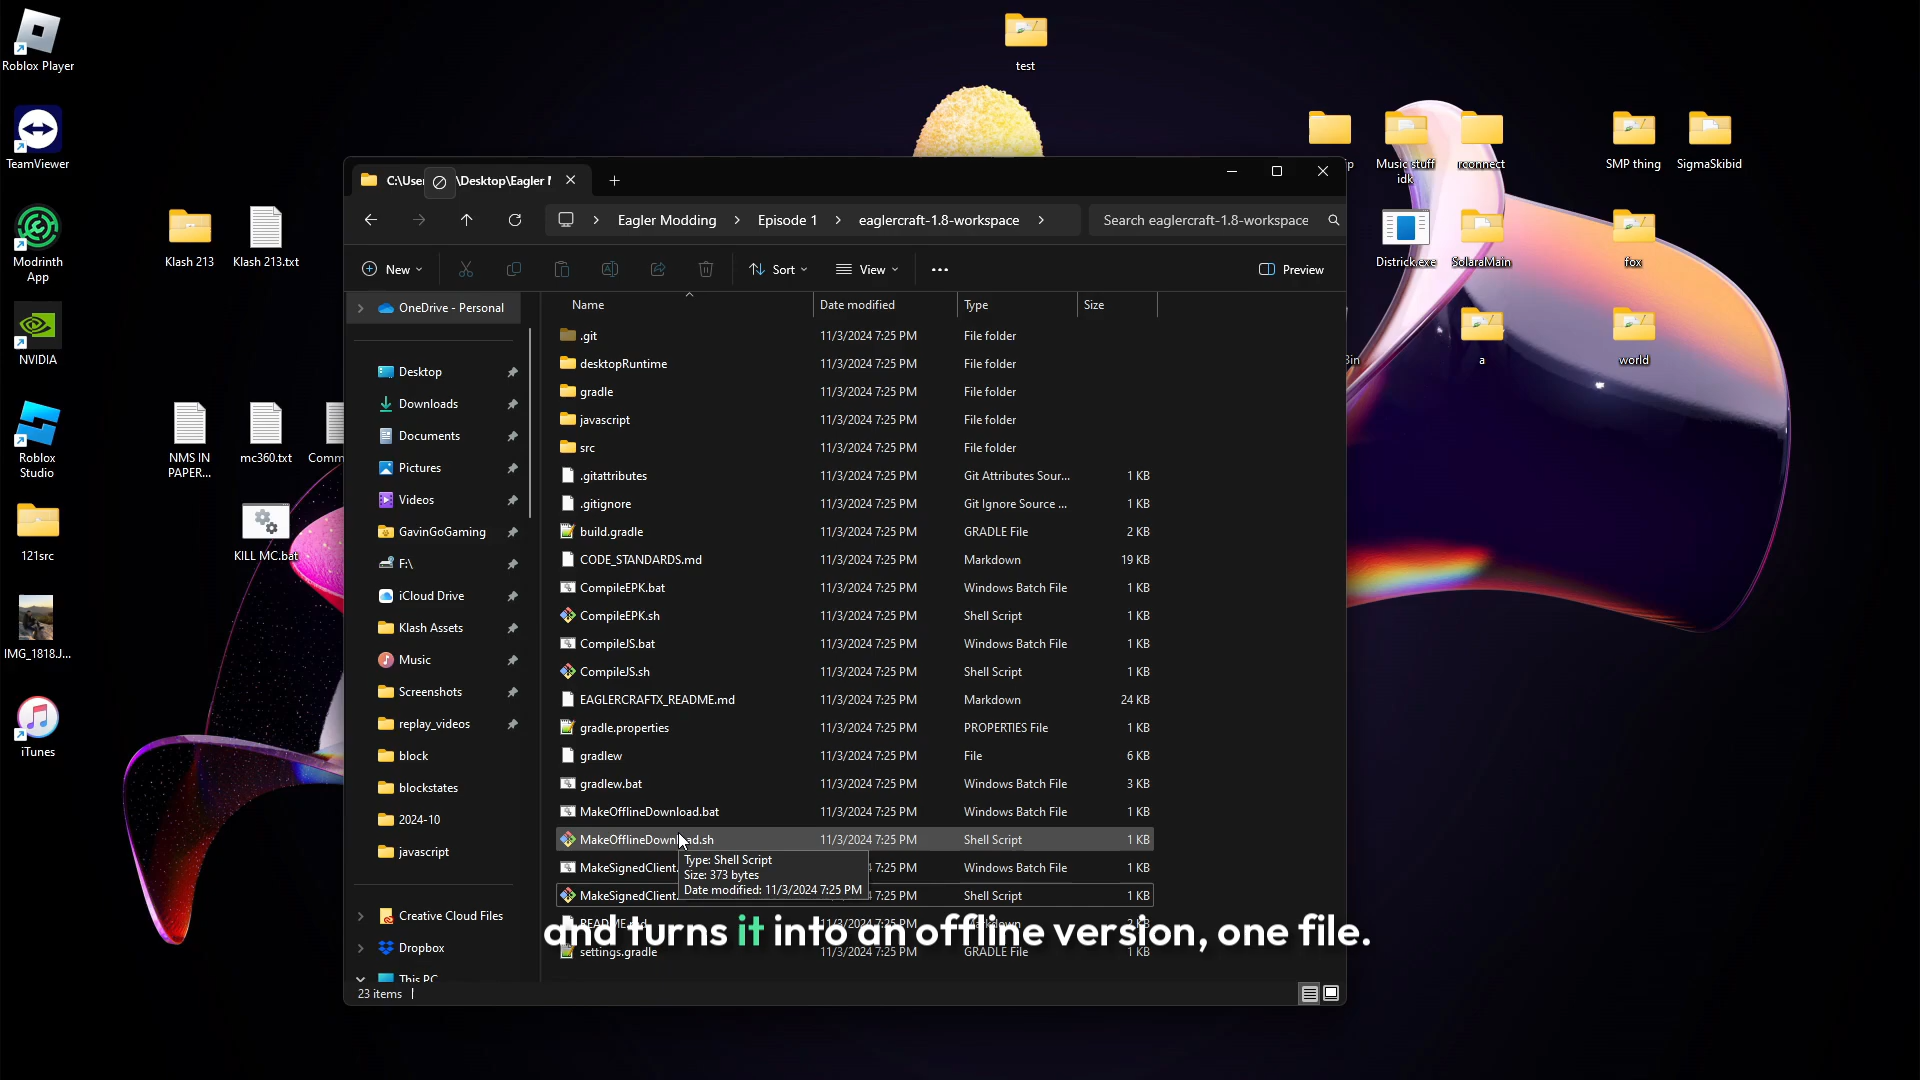 Roblox Player
TeamViewer
Modrinth
App
NVIDIA
Roblox
Studio
121src
IMG_1818.J...
iTunes
Klash 213
Klash 213.txt
NMS IN
PAPER...
mc360.txt
Comm
KILL MC.bat
test
Music stuff
idk
rconnect
SMP thing
SigmaSkibid
Districk.exe
SolaraMain
fox
a
world
\Desktop\Eagler
Eagler Modding
Episode 1
eaglercraft-1.8-workspace
Search eaglercraft-1.8-workspace
New
Sort
View
Preview
OneDrive - Personal
Desktop
Downloads
Documents
Pictures
Videos
GavinGoGaming
F:\
iCloud Drive
Klash Assets
Music
Screenshots
replay_videos
block
blockstates
2024-10
javascript
Creative Cloud Files
Dropbox
This PC
Name Date modified Type Size
.git 11/3/2024 7:25 PM File folder
desktopRuntime 11/3/2024 7:25 PM File folder
gradle 11/3/2024 7:25 PM File folder
javascript 11/3/2024 7:25 PM File folder
src 11/3/2024 7:25 PM File folder
.gitattributes 11/3/2024 7:25 PM Git Attributes Sour... 1 KB
.gitignore 11/3/2024 7:25 PM Git Ignore Source ... 1 KB
build.gradle 11/3/2024 7:25 PM GRADLE File 2 KB
CODE_STANDARDS.md 11/3/2024 7:25 PM Markdown 19 KB
CompileEPK.bat 11/3/2024 7:25 PM Windows Batch File 1 KB
CompileEPK.sh 11/3/2024 7:25 PM Shell Script 1 KB
CompileJS.bat 11/3/2024 7:25 PM Windows Batch File 1 KB
CompileJS.sh 11/3/2024 7:25 PM Shell Script 1 KB
EAGLERCRAFTX_README.md 11/3/2024 7:25 PM Markdown 24 KB
gradle.properties 11/3/2024 7:25 PM PROPERTIES File 1 KB
gradlew 11/3/2024 7:25 PM File 6 KB
gradlew.bat 11/3/2024 7:25 PM Windows Batch File 3 KB
MakeOfflineDownload.bat 11/3/2024 7:25 PM Windows Batch File 1 KB
MakeOfflineDownload.sh 11/3/2024 7:25 PM Shell Script 1 KB
MakeSignedClient. 7:25 PM Windows Batch File 1 KB
MakeSignedClient. 7:25 PM Shell Script 1 KB
README.md 11/3/2024 7:25 PM Markdown 2 KB
settings.gradle 11/3/2024 7:25 PM GRADLE File 1 KB
Type: Shell Script
Size: 373 bytes
Date modified: 11/3/2024 7:25 PM
and turns it into an offline version, one file.
23 items